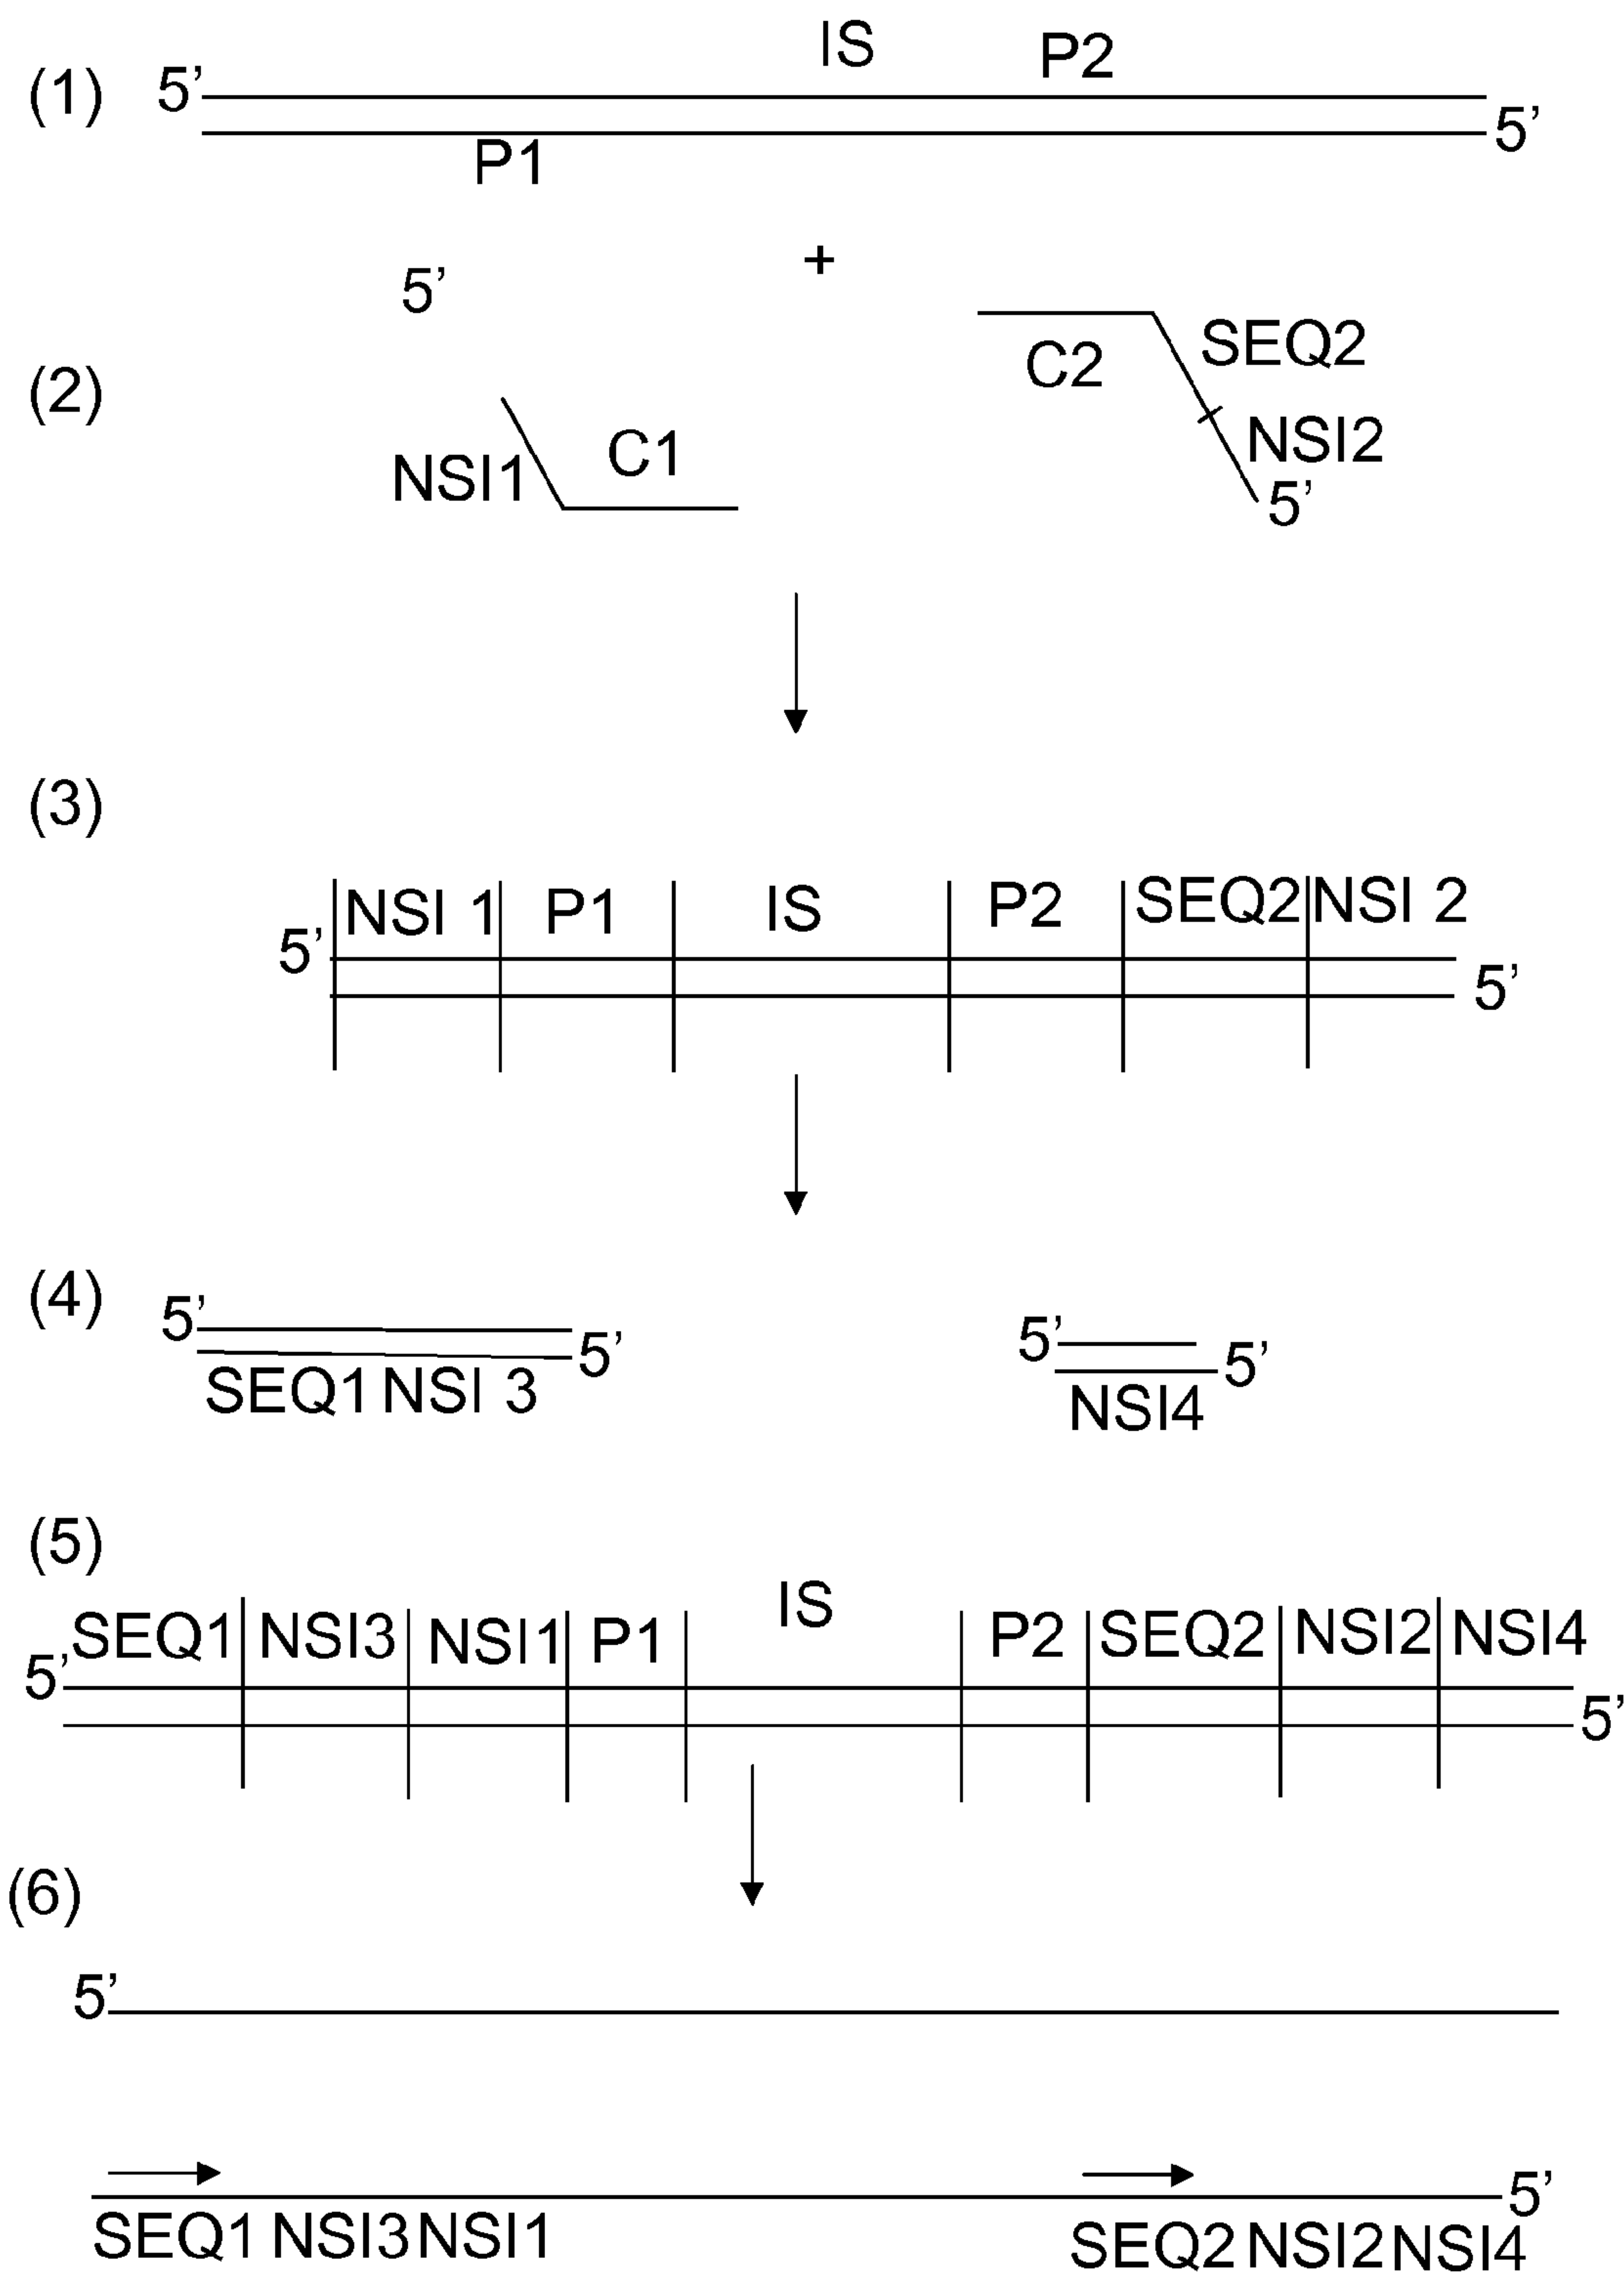 IS P2
(1) 5' 5'
P1
+
5'
(2) C2 SEQ2
NSI1 C1 NSI2
5'
(3)
NSI 1 P1 IS P2 SEQ2 NSI 2
5' 5'
(4) 5' 5' 5' 5'
SEQ1 NSI 3 NSI4
(5)
IS
SEQ1 NSI3 NSI1 P1 P2 SEQ2 NSI2 NSI4
5' 5'
(6)
5'
5'
SEQ1 NSI3 NSI1 SEQ2 NSI2 NSI4